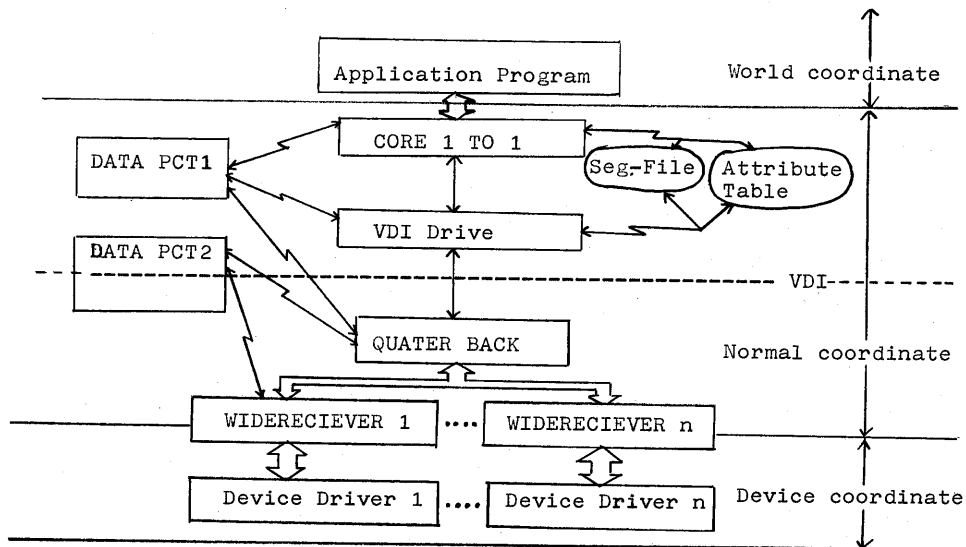 Application Program
World coordinate
CORE 1 TO 1
DATA PCT1
Seg.-File
Attribute
Table
VDI Drive
DATA PCT2
VDI
QUATER BACK
Normal coordinate
WIDERECIEVER 1
....
WIDERECIEVER n
Device Driver 1
....
Device Driver n
Device coordinate